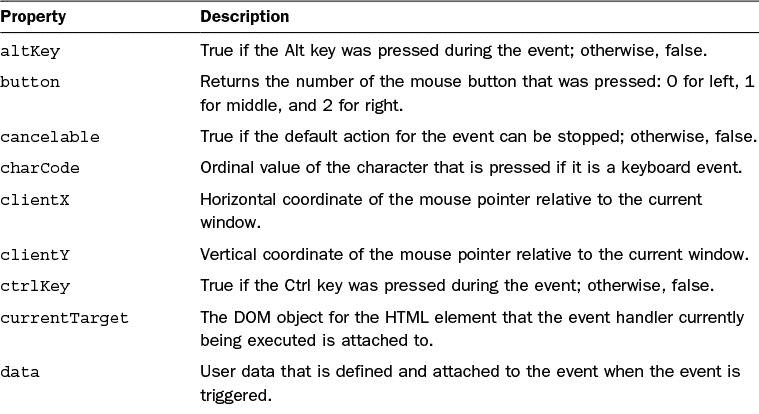 Property Description
altKey True if the Alt key was pressed during the event; otherwise, false.
button Returns the number of the mouse button that was pressed: 0 for left, 1
for middle, and 2 for right.
cancelable True if the default action for the event can be stopped; otherwise, false.
charCode Ordinal value of the character that is pressed if it is a keyboard event.
clientX Horizontal coordinate of the mouse pointer relative to the current
window.
clientY Vertical coordinate of the mouse pointer relative to the current window.
ctrlKey True if the Ctrl key was pressed during the event; otherwise, false.
currentTarget The DOM object for the HTML element that the event handler currently
being executed is attached to.
data User data that is defined and attached to the event when the event is
triggered.